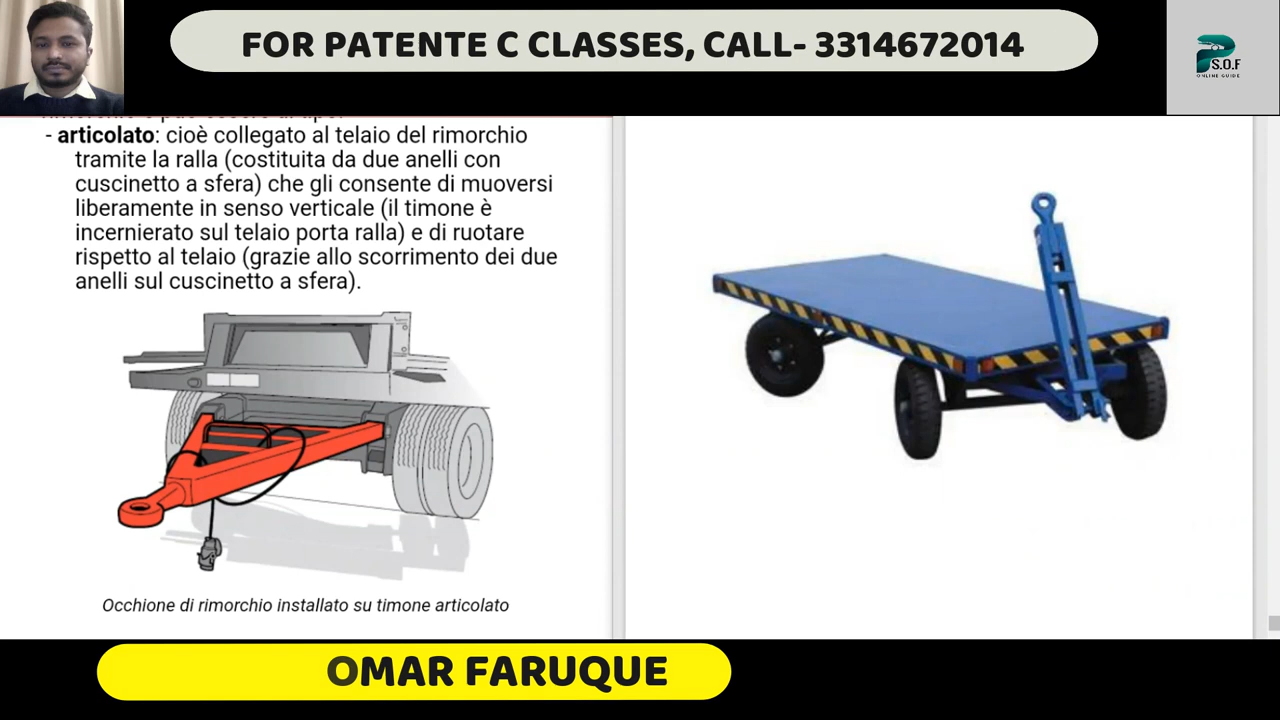 FOR PATENTE C CLASSES, CALL- 3314672014
S.O.F
ONLINE GUIDE
- articolato: cioè collegato al telaio del rimorchio
tramite la ralla (costituita da due anelli con
cuscinetto a sfera) che gli consente di muoversi
liberamente in senso verticale (il timone è
incernierato sul telaio porta ralla) e di ruotare
rispetto al telaio (grazie allo scorrimento dei due
anelli sul cuscinetto a sfera).
Occhione di rimorchio installato su timone articolato
OMAR FARUQUE